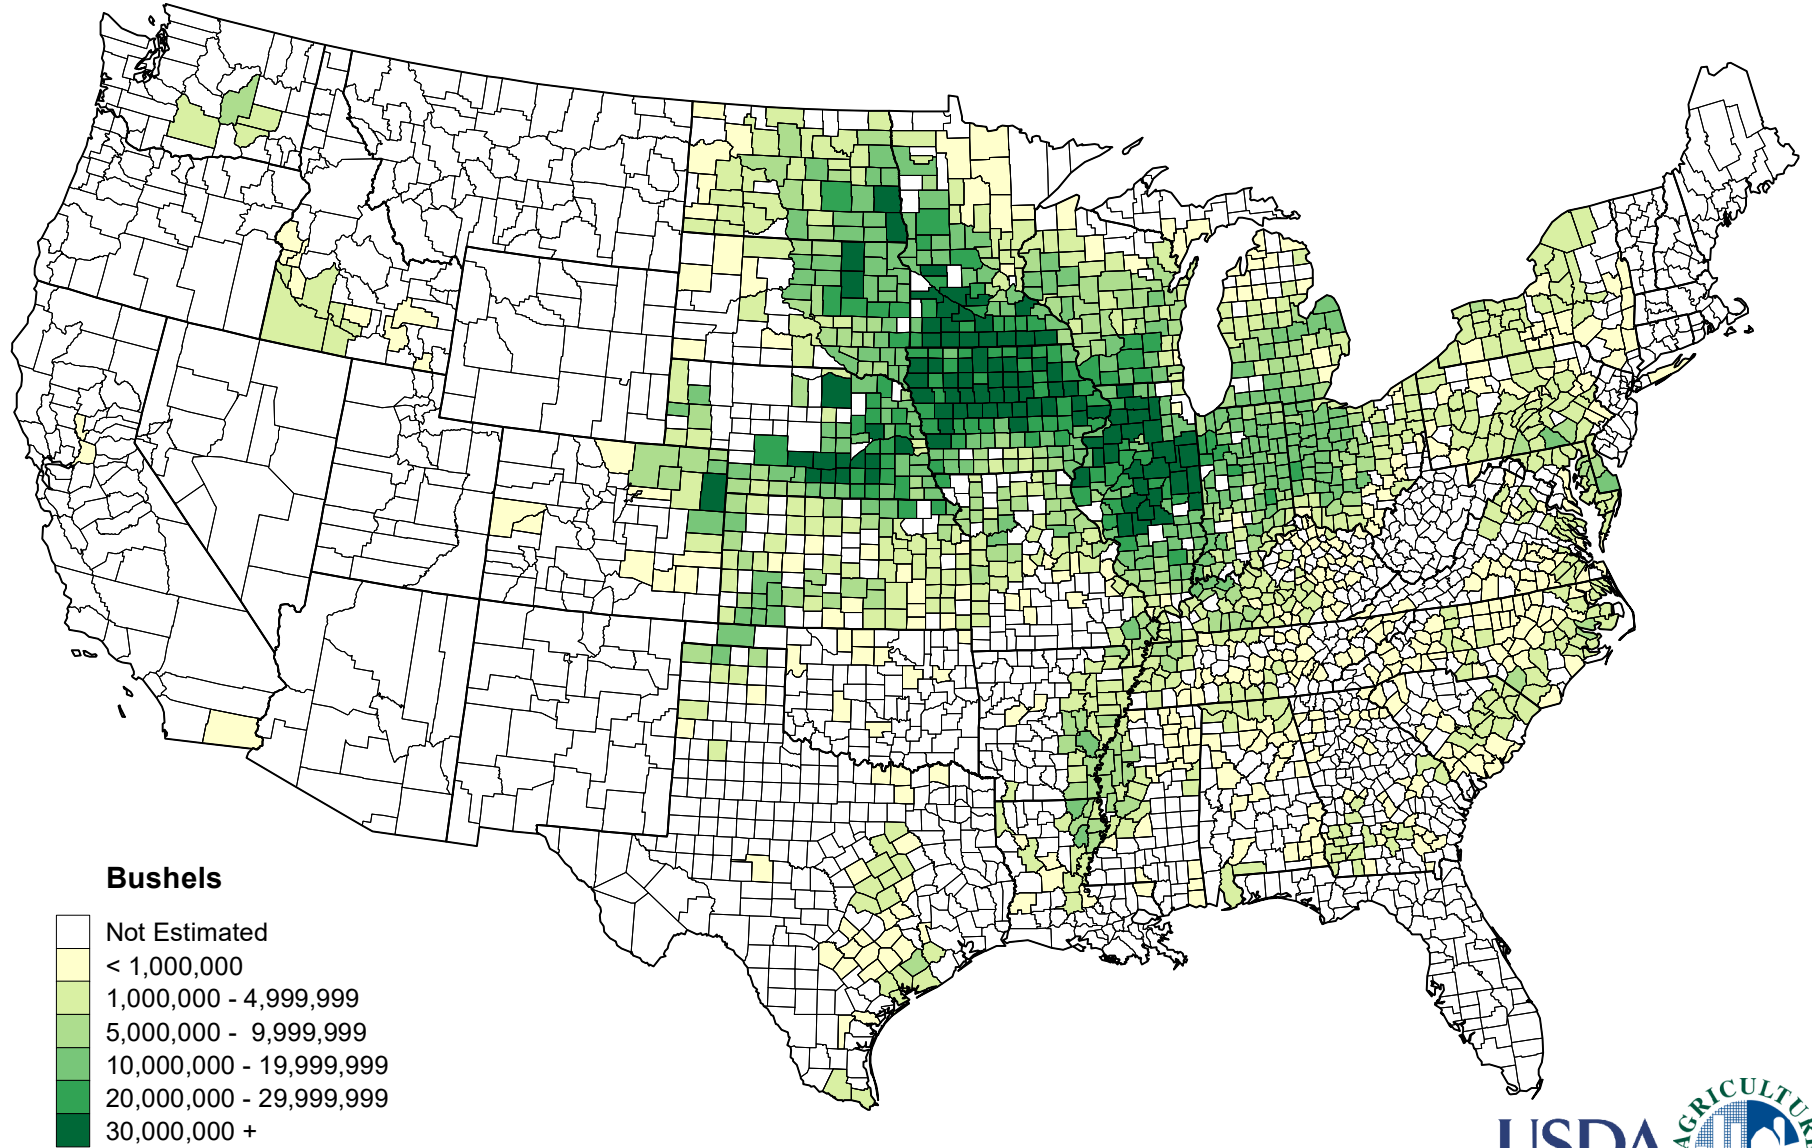 Bushels
Not Estimated
< 1,000,000
1,000,000 - 4,999,999
5,000,000 - 9,999,999
10,000,000 - 19,999,999
20,000,000 - 29,999,999
30,000,000 +
USDA
AGRICULTUR